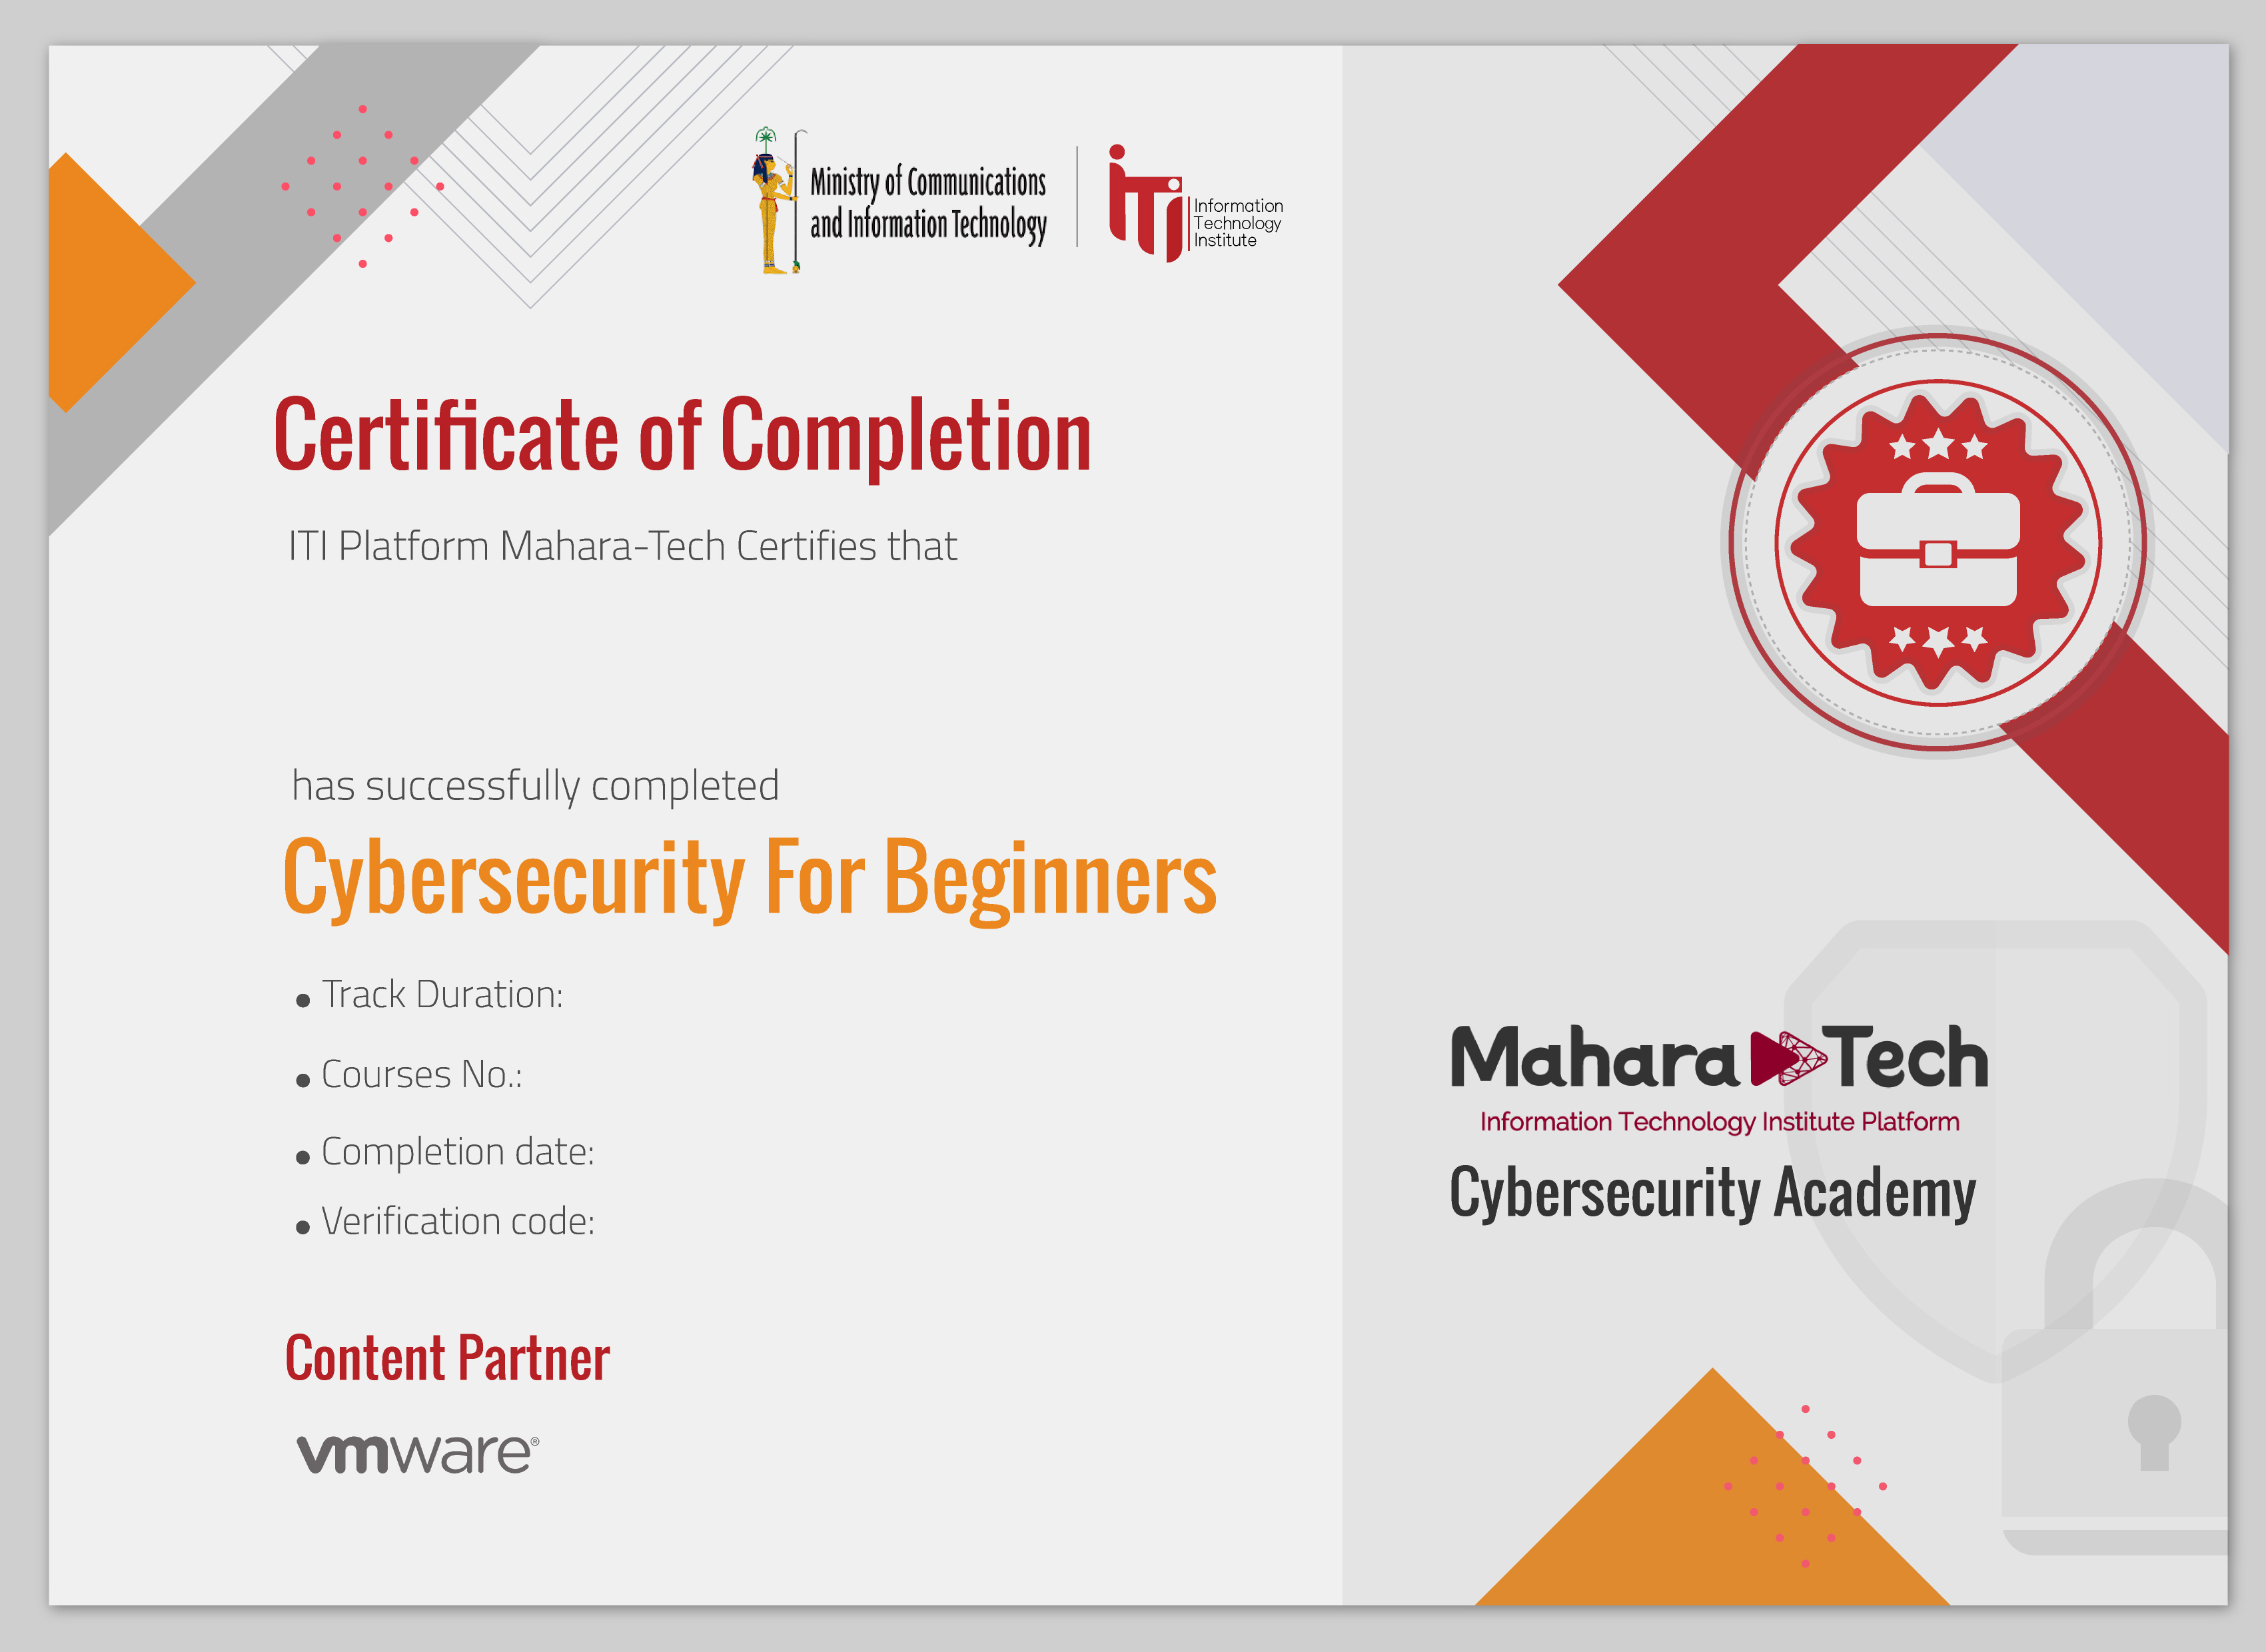 Ministry of Communications
and Information Technology
iTi
Information
Technology
Institute
Certificate of Completion
ITI Platform Mahara-Tech Certifies that
has successfully completed
Cybersecurity For Beginners
• Track Duration:
• Courses No.:
• Completion date:
• Verification code:
Content Partner
vmware®
Mahara Tech
Information Technology Institute Platform
Cybersecurity Academy